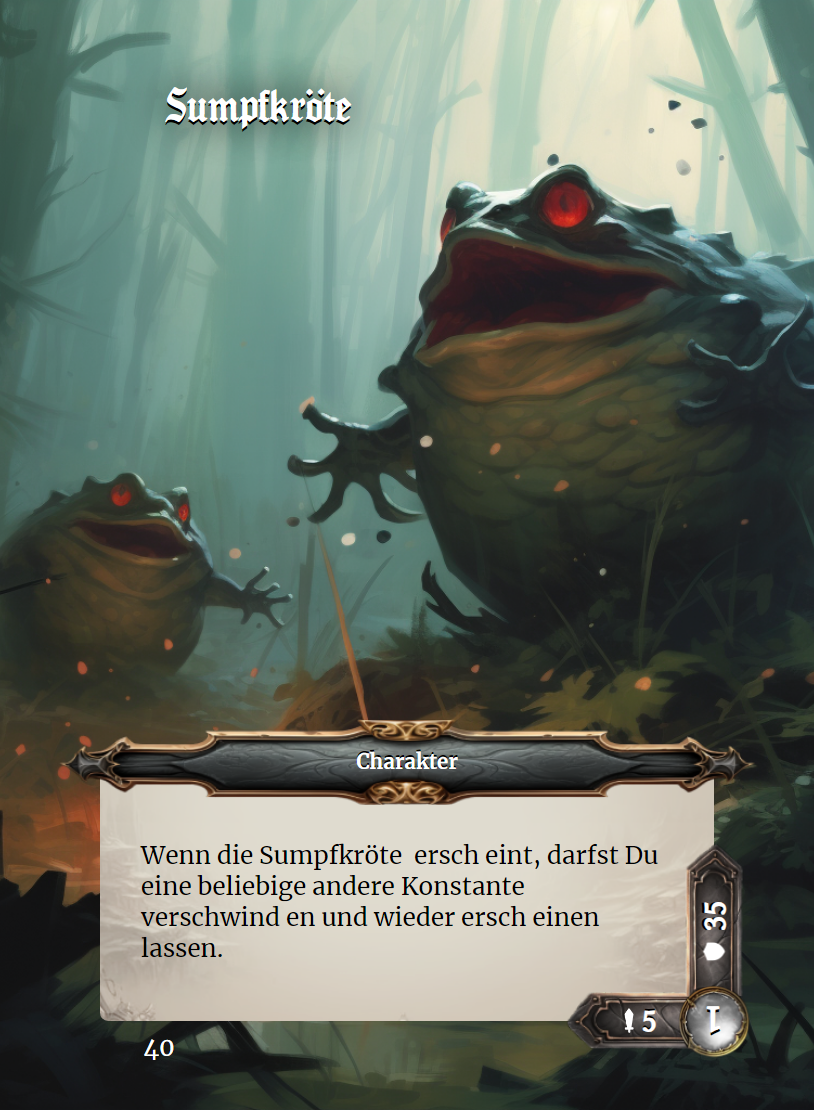 Sumpfkröte
Charakter
Wenn die Sumpfkröte  ersch eint, darfst Du
eine beliebige andere Konstante
verschwind en und wieder ersch einen
lassen.
35
5
1
40